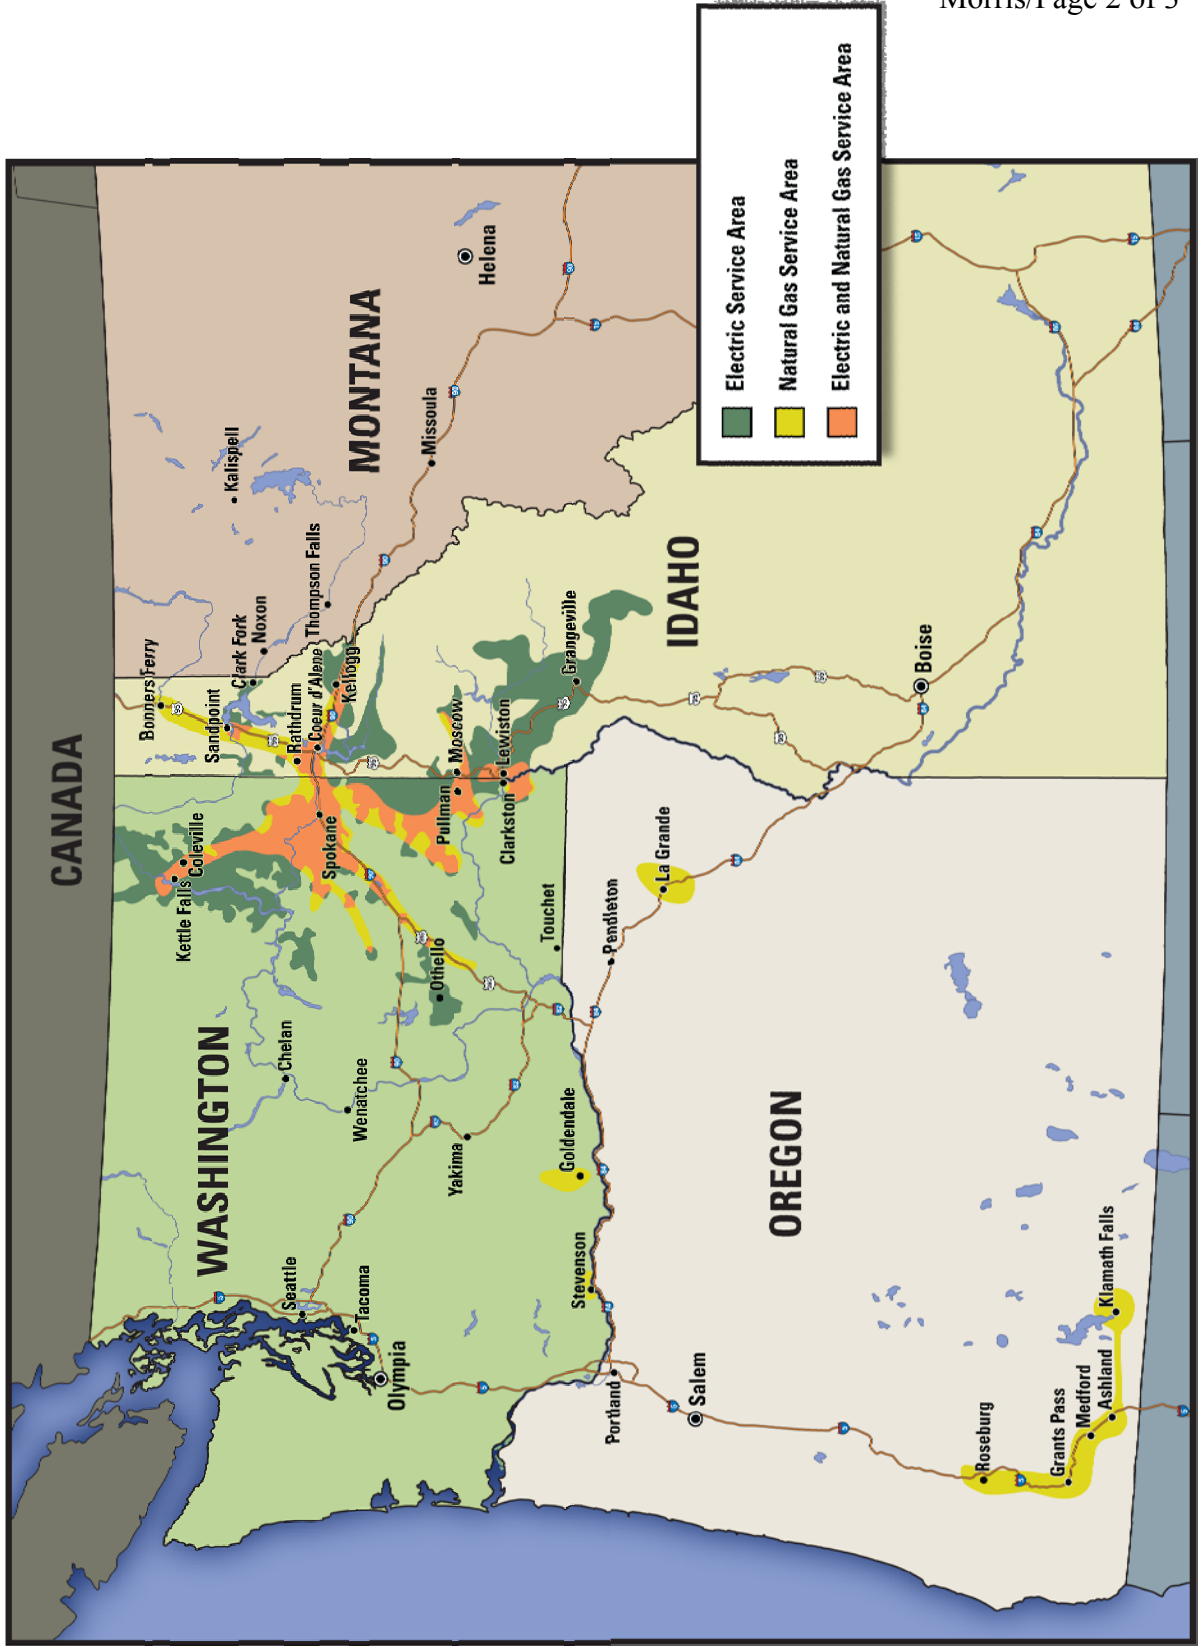 Morris/Page 2 of 3
CANADA
WASHINGTON
MONTANA
IDAHO
OREGON
Bonners Ferry
Sandpoint
Clark Fork
Noxon
Kalispell
Rathdrum
Coeur d'Alene
Thompson Falls
Kellogg
Missoula
Helena
Kettle Falls
Coleville
Spokane
Chelan
Wenatchee
Seattle
Tacoma
Olympia
Othello
Pullman
Moscow
Clarkston
Lewiston
Grangeville
Yakima
Touchet
Goldendale
Stevenson
Pendleton
La Grande
Portland
Salem
Boise
Roseburg
Grants Pass
Medford
Ashland
Klamath Falls
Electric Service Area
Natural Gas Service Area
Electric and Natural Gas Service Area